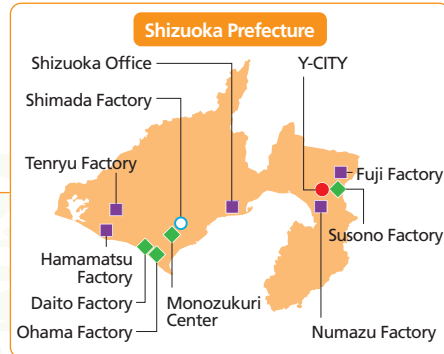 Shizuoka Prefecture
Shizuoka Office
Y-CITY
Shimada Factory
Tenryu Factory
Fuji Factory
Susono Factory
Hamamatsu
Factory
Daito Factory
Monozukuri
Center
Ohama Factory
Numazu Factory